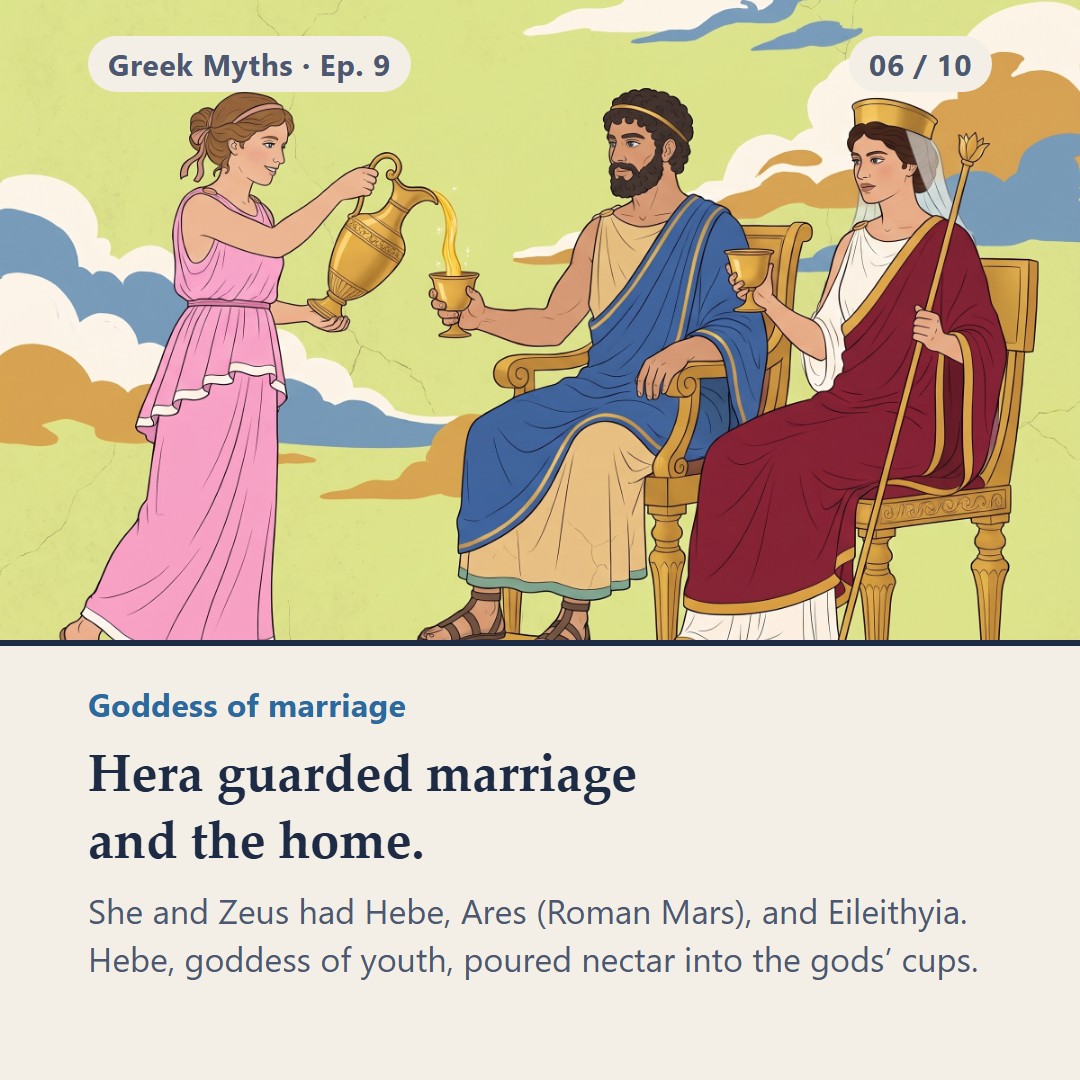 Greek Myths · Ep. 9
06 / 10
Goddess of marriage
Hera guarded marriage
and the home.
She and Zeus had Hebe, Ares (Roman Mars), and Eileithyia.
Hebe, goddess of youth, poured nectar into the gods’ cups.